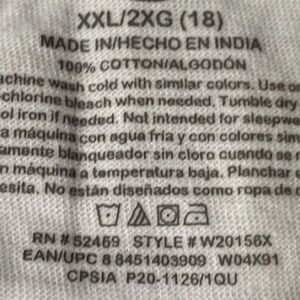 XXL/2XG (18)
MADE IN/HECHO EN INDIA
100% COTTON/ALGODÓN
achine wash cold with similar colors. Use on
-chlorine bleach when needed. Tumble dry
ol iron if needed. Not intended for sleepwe
a máquina con agua fría y con colores sim
amente blanqueador sin cloro cuando se n
n máquina a temperatura baja. Planchar
esita. No están diseñados como ropa de
RN # 52469 STYLE # W20156X
EAN/UPC 8 8451403909 W04X91
CPSIA P20-1126/1QU